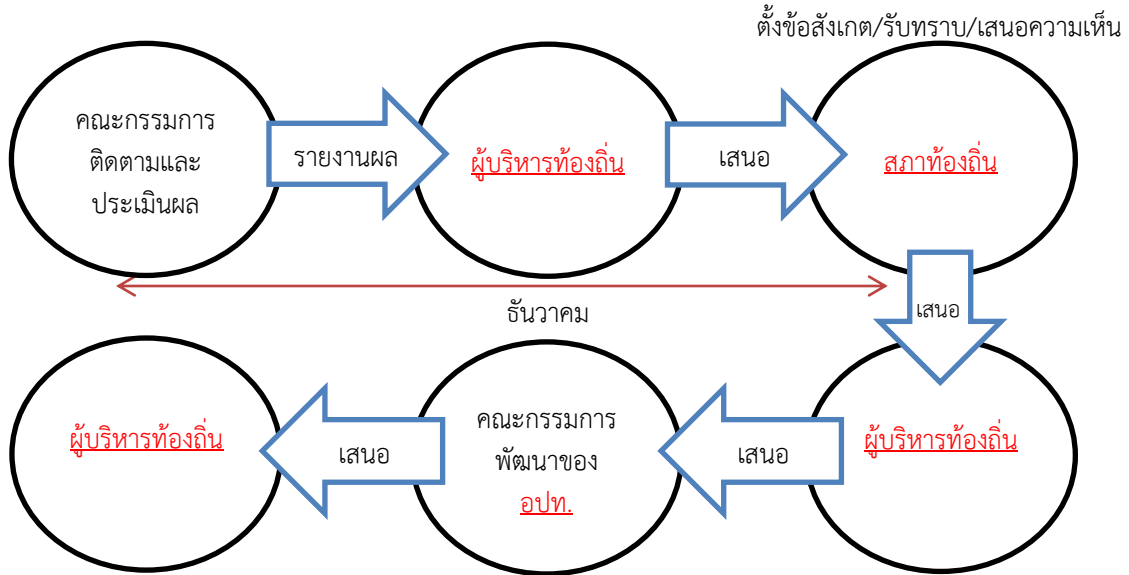 ตั้งข้อสังเกต/รับทราบ/เสนอความเห็น
คณะกรรมการ
ติดตามและ
ประเมินผล
รายงานผล
ผู้บริหารท้องถิ่น
เสนอ
สภาท้องถิ่น
ธันวาคม
เสนอ
ผู้บริหารท้องถิ่น
เสนอ
คณะกรรมการ
พัฒนาของ
อปท.
เสนอ
ผู้บริหารท้องถิ่น